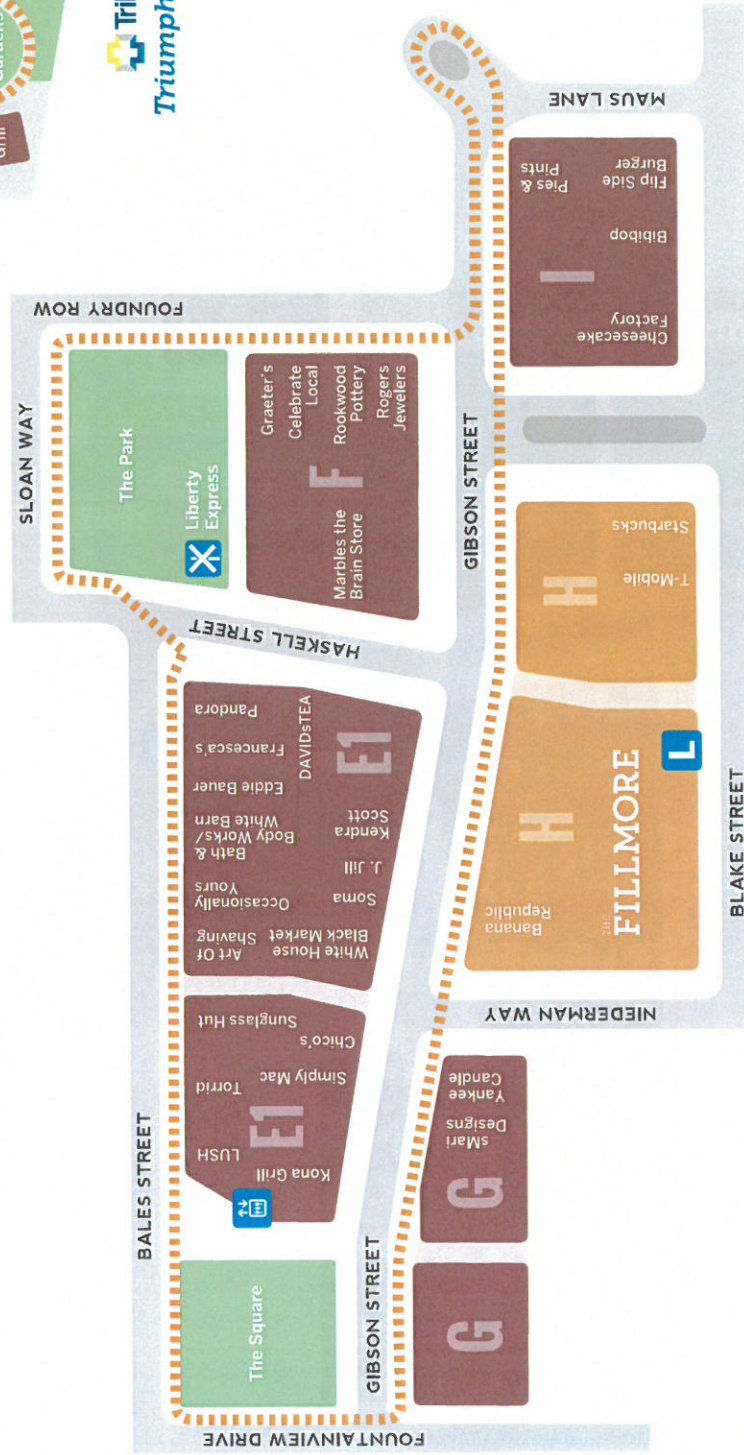 Gardens
Grill
Triumph
MAUS LANE
Pies &
Pints
Flip Side
Burger
Bibibop
I
Cheesecake
Factory
FOUNDRY ROW
SLOAN WAY
The Park
Liberty
Express
Graeter's
Celebrate
Local
Rookwood
Pottery
Rogers
Jewelers
F
Marbles the
Brain Store
GIBSON STREET
Starbucks
T-Mobile
H
HASKELL STREET
Pandora
Francesca's
DAVIDsTEA
Eddie Bauer
Bath &
Body Works/
White Barn
E1
Kendra
Scott
J. Jill
Occasionally
Yours
Soma
Art Of
Shaving
White House
Black Market
H
THE
FILLMORE
L
Banana
Republic
BLAKE STREET
NIEDERMAN WAY
Sunglass Hut
Chico's
Simply Mac
Torrid
E1
LUSH
Kona Grill
BALES STREET
Yankee
Candle
sMari
Designs
G
The Square
GIBSON STREET
G
FOUNTAINVIEW DRIVE